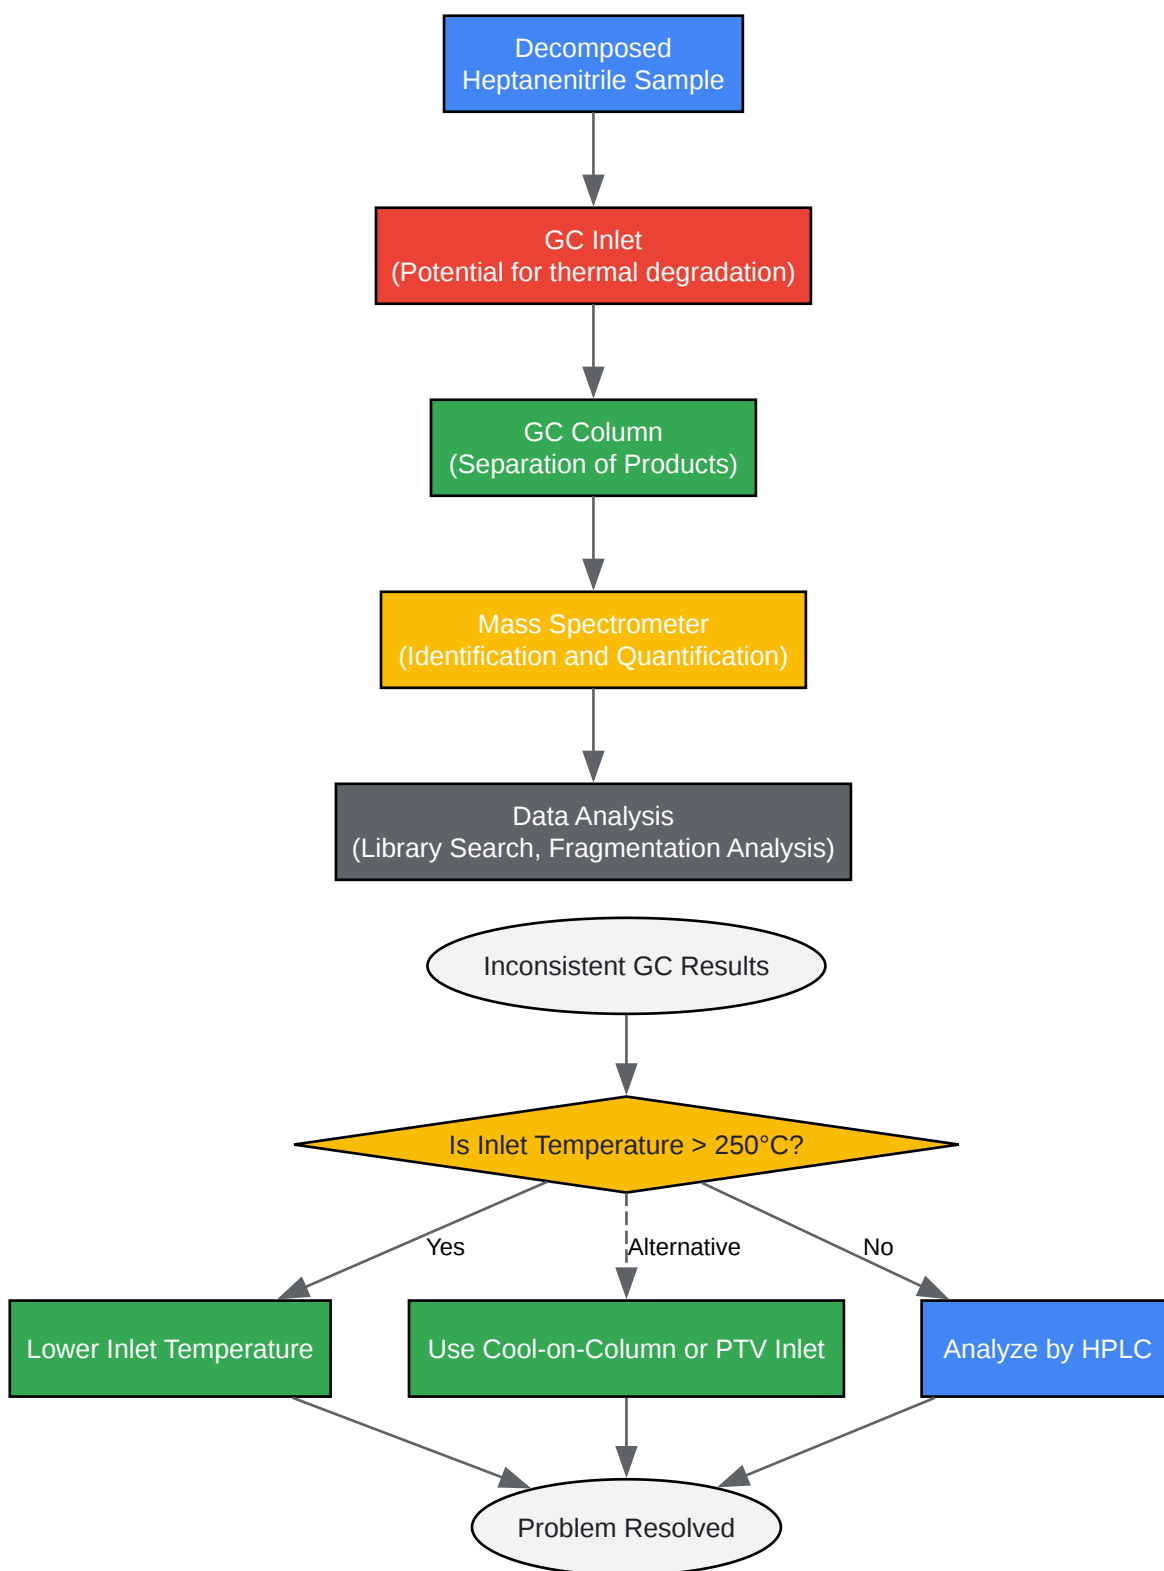 Decomposed
Heptanenitrile Sample
GC Inlet
(Potential for thermal degradation)
GC Column
(Separation of Products)
Mass Spectrometer
(Identification and Quantification)
Data Analysis
(Library Search, Fragmentation Analysis)
Inconsistent GC Results
Is Inlet Temperature > 250°C?
Yes
Alternative
No
Lower Inlet Temperature
Use Cool-on-Column or PTV Inlet
Analyze by HPLC
Problem Resolved